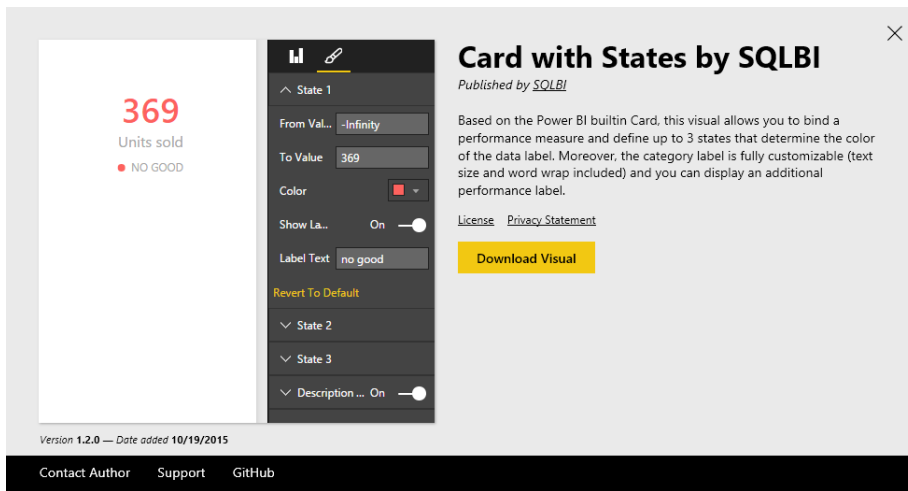 369
Units sold
NO GOOD
State 1
From Val... -Infinity
To Value 369
Color
Show La... On
Label Text no good
Revert To Default
State 2
State 3
Description ... On
Version 1.2.0 — Date added 10/19/2015
Card with States by SQLBI
Published by SQLBI
Based on the Power BI builtin Card, this visual allows you to bind a
performance measure and define up to 3 states that determine the color
of the data label. Moreover, the category label is fully customizable (text
size and word wrap included) and you can display an additional
performance label.
License Privacy Statement
Download Visual
Contact Author Support GitHub